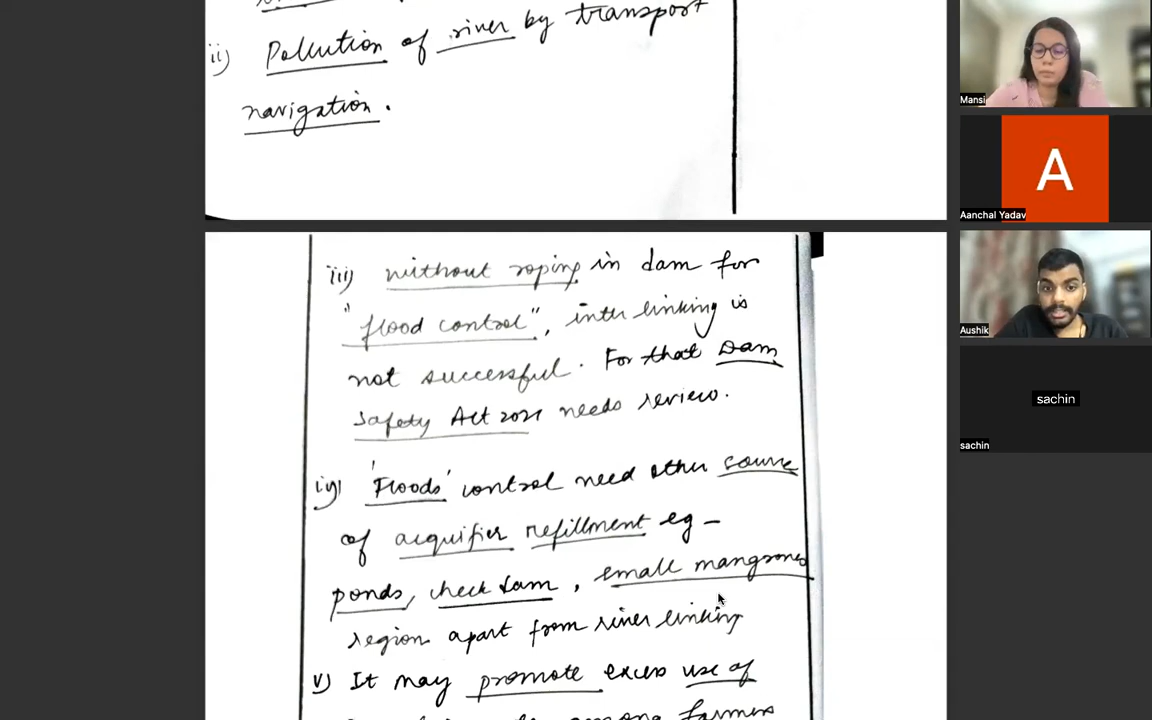 ii) Pollution of river by transport
navigation.
iii) without roping in dam for
"flood control", inter linking is
not successful. For that Dam
Safety Act 2021 needs review.
iv) 'Floods' control need other source
of acquifier refillment eg -
ponds, check dam, small mangroves
region apart from river linking
v) It may promote excess use of
among farmers
Mansi
A
Aanchal Yadav
Aushik
sachin
sachin